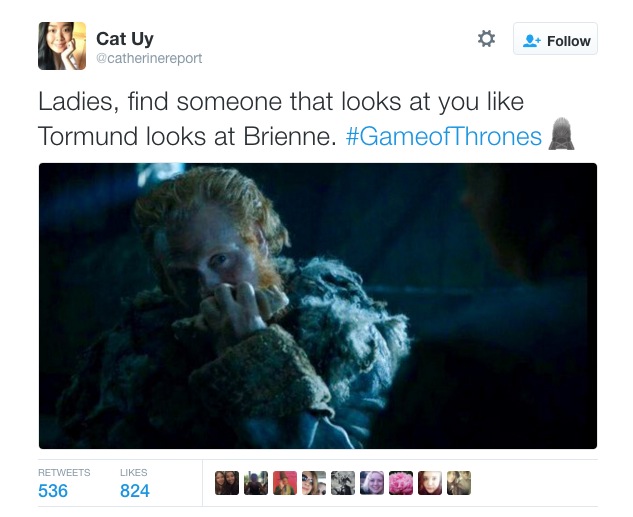 Cat Uy
@catherinereport
Follow
Ladies, find someone that looks at you like
Tormund looks at Brienne. #GameofThrones
RETWEETS
LIKES
536
824